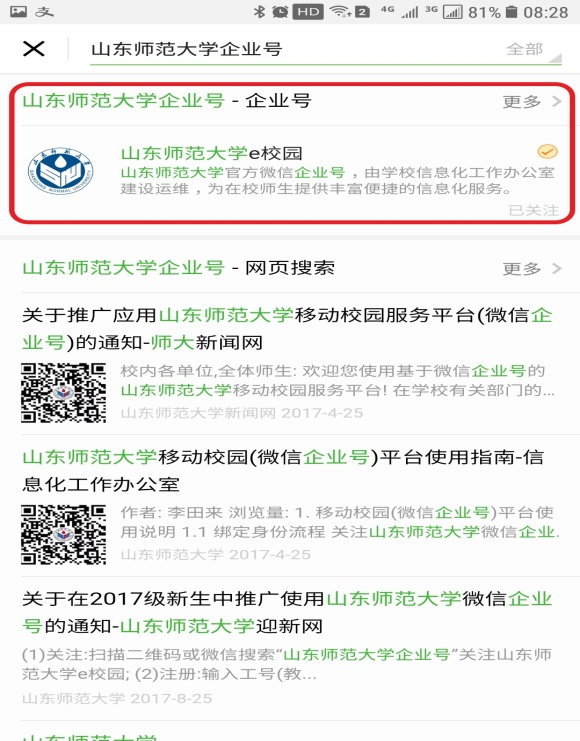 支 HD 2 4G 3G 81% 08:28
山东师范大学企业号 全部
山东师范大学企业号 - 企业号 更多
山东师范大学e校园
山东师范大学官方微信企业号，由学校信息化工作办公室
建设运维，为在校师生提供丰富便捷的信息化服务。
已关注
山东师范大学企业号 - 网页搜索 更多
关于推广应用山东师范大学移动校园服务平台(微信企
业号)的通知-师大新闻网
校内各单位,全体师生: 欢迎您使用基于微信企业号的
山东师范大学移动校园服务平台! 在学校有关部门的...
山东师范大学新闻网 2017-4-25
山东师范大学移动校园(微信企业号)平台使用指南-信
息化工作办公室
作者: 李田来 浏览量: 1. 移动校园(微信企业号)平台使
用说明 1.1 绑定身份流程 关注山东师范大学微信企业.
山东师范大学 2017-4-25
关于在2017级新生中推广使用山东师范大学微信企业
号的通知-山东师范大学迎新网
(1)关注:扫描二维码或微信搜索“山东师范大学企业号”关注山东师
范大学e校园; (2)注册:输入工号(教...
山东师范大学 2017-8-25
山东师范大学